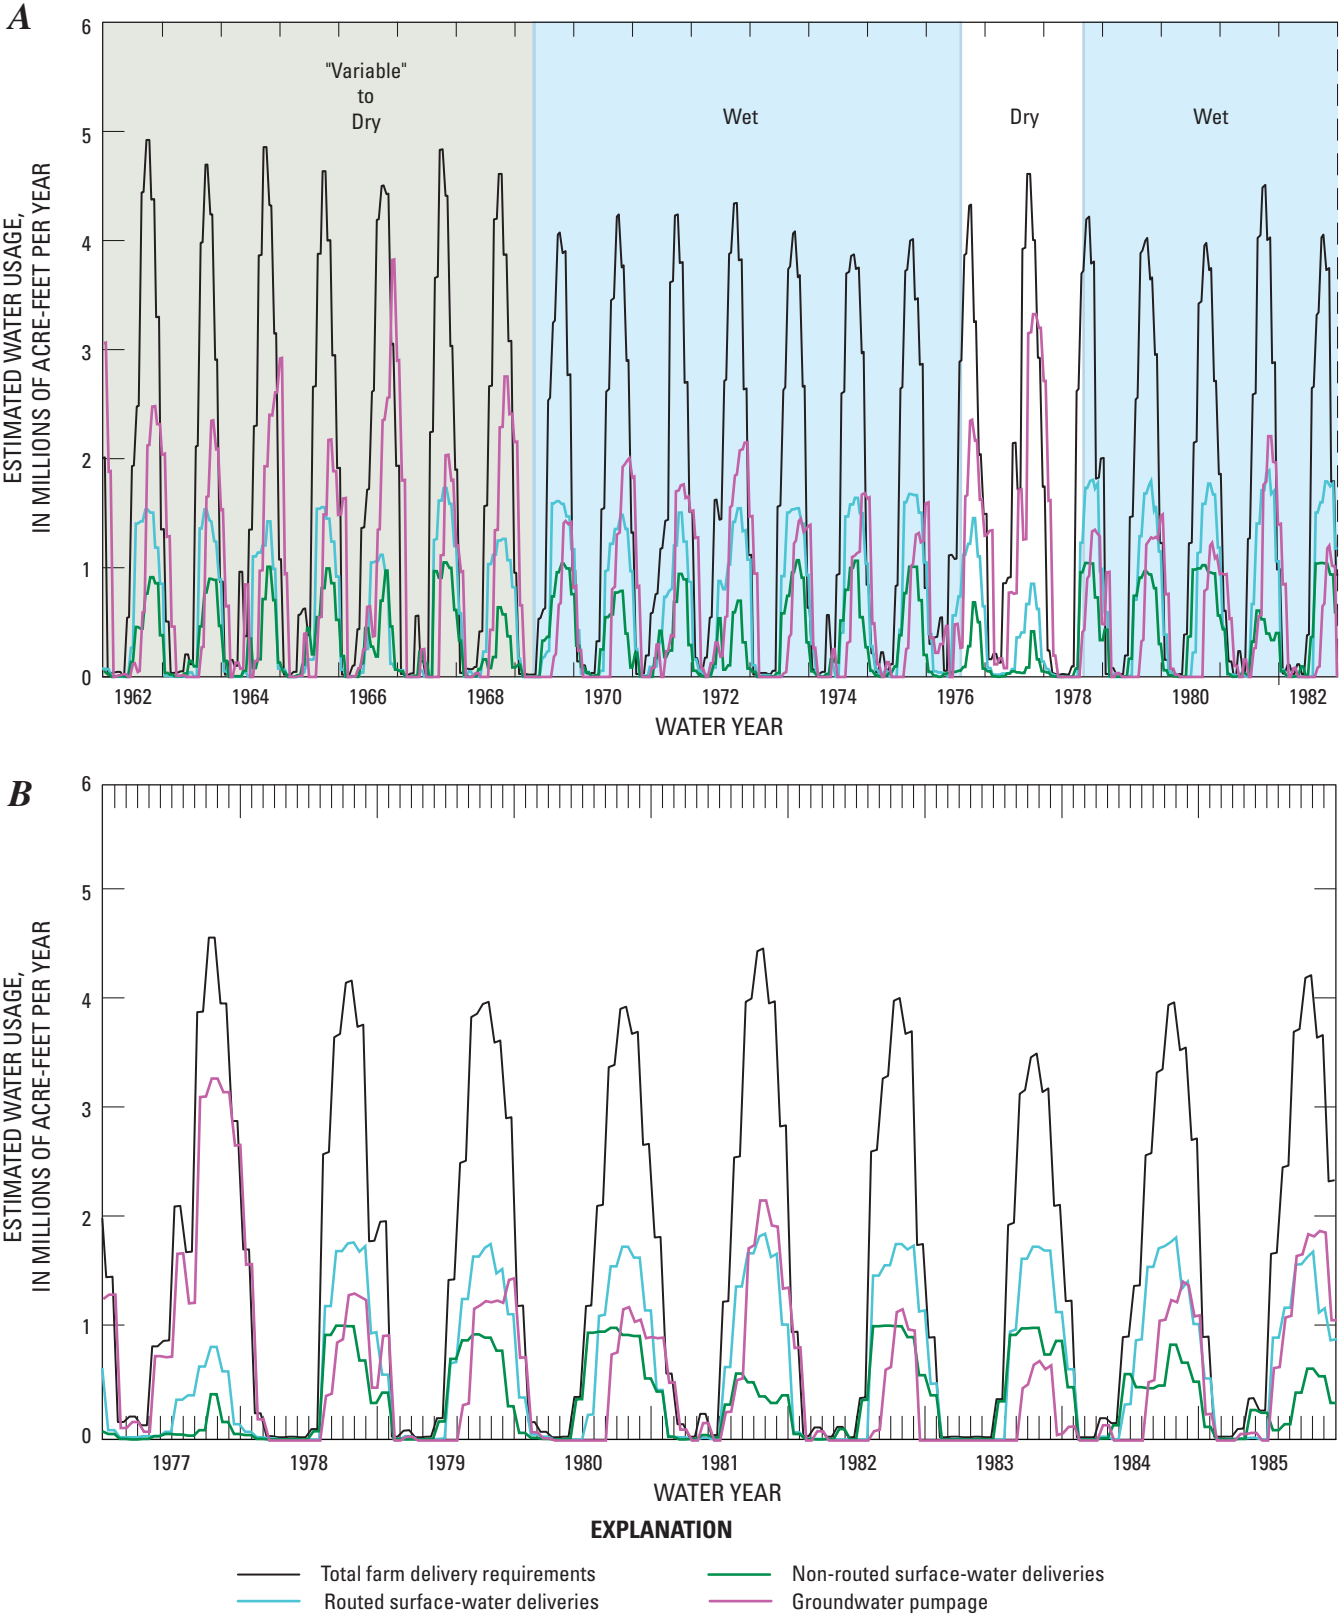 A
6
5
4
3
2
1
0
ESTIMATED WATER USAGE,
IN MILLIONS OF ACRE-FEET PER YEAR
"Variable"
to
Dry
Wet
Dry
Wet
1962 1964 1966 1968 1970 1972 1974 1976 1978 1980 1982
WATER YEAR
B
6
5
4
3
2
1
0
ESTIMATED WATER USAGE,
IN MILLIONS OF ACRE-FEET PER YEAR
1977 1978 1979 1980 1981 1982 1983 1984 1985
WATER YEAR
EXPLANATION
Total farm delivery requirements
Routed surface-water deliveries
Non-routed surface-water deliveries
Groundwater pumpage